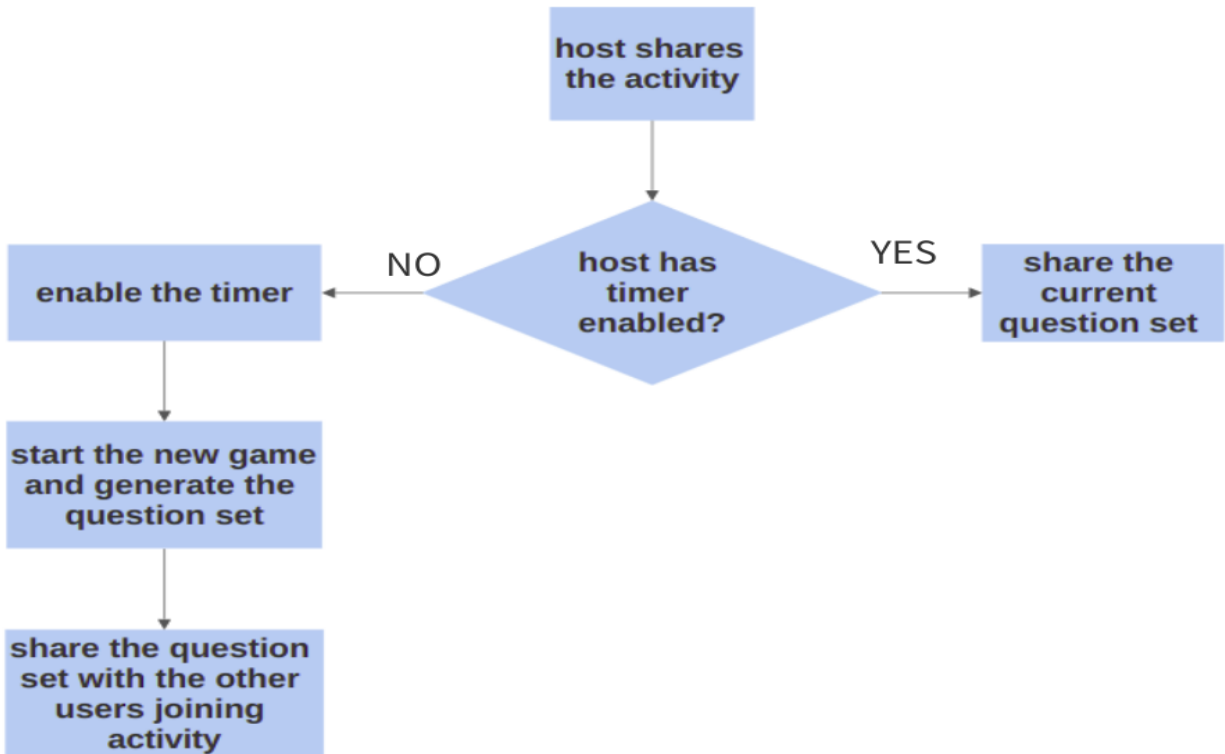 host shares
the activity
host has
timer
enabled?
NO
YES
enable the timer
share the
current
question set
start the new game
and generate the
question set
share the question
set with the other
users joining
activity